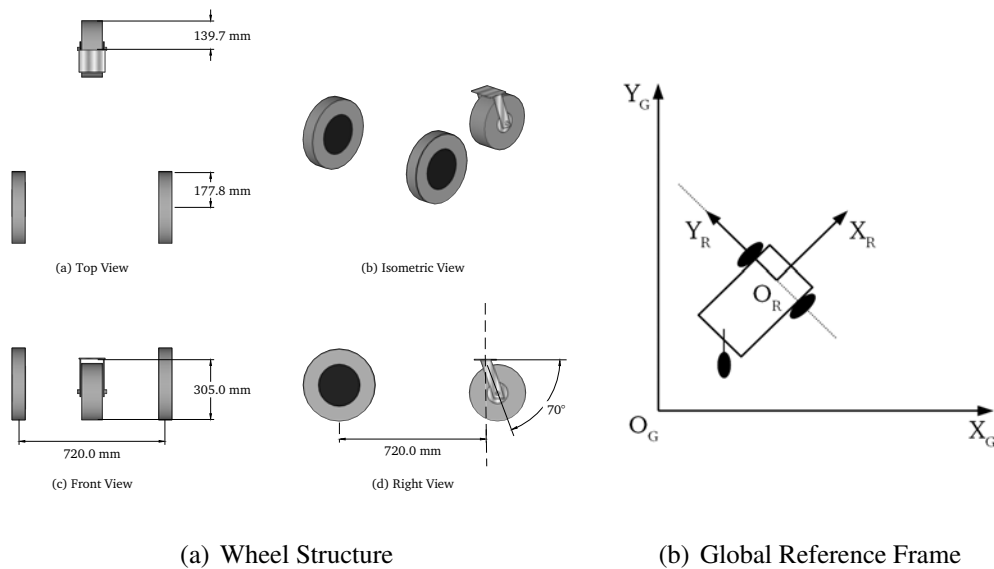 139.7 mm
177.8 mm
(a) Top View
(b) Isometric View
305.0 mm
720.0 mm
(c) Front View
70°
720.0 mm
(d) Right View
Y_G
Y_R
X_R
O_R
O_G
X_G
(a) Wheel Structure
(b) Global Reference Frame